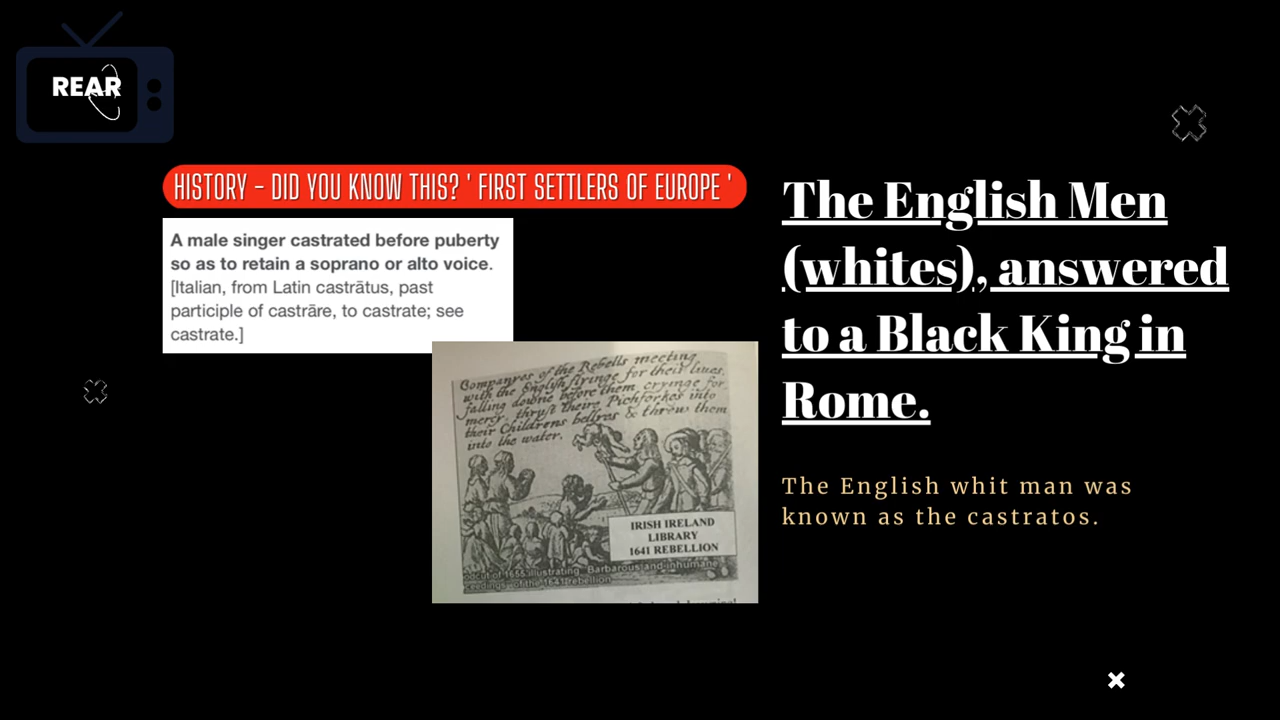 REAR
HISTORY - DID YOU KNOW THIS? ' FIRST SETTLERS OF EUROPE '
A male singer castrated before puberty
so as to retain a soprano or alto voice.
[Italian, from Latin castrātus, past
participle of castrāre, to castrate; see
castrate.]
Companyes of the Rebells meeting
with the English flyinge for their liues,
falling downe before them cryinge for
mercy, thrust theire Pichforkes into
their Childrens bellyes & threw them
into the water.
IRISH IRELAND
LIBRARY
1641 REBELLION
of 1655 illustrating Barbarous and inhumane
of the 1641 rebellion
The English Men
(whites), answered
to a Black King in
Rome.
The English whit man was
known as the castratos.